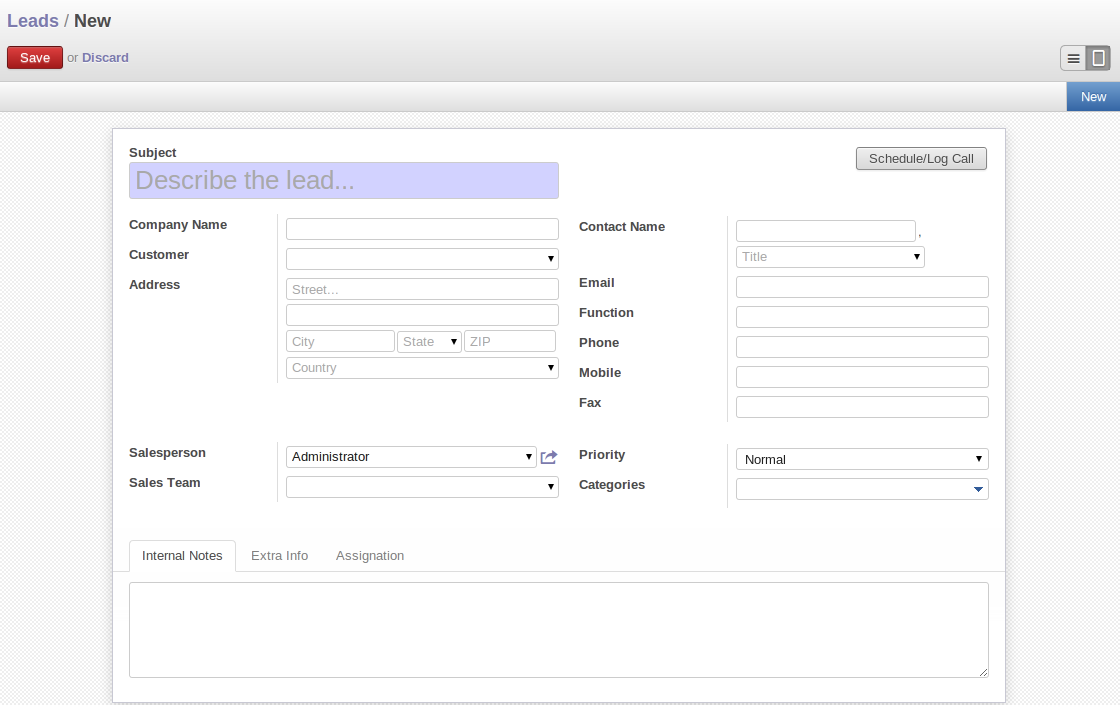 Leads / New
Save or Discard
New
Subject
Schedule/Log Call
Describe the lead...
Company Name
Contact Name
,
Customer
Title
Address
Street...
Email
Function
City State ZIP
Phone
Country
Mobile
Fax
Salesperson
Administrator
Priority
Normal
Sales Team
Categories
Internal Notes Extra Info Assignation